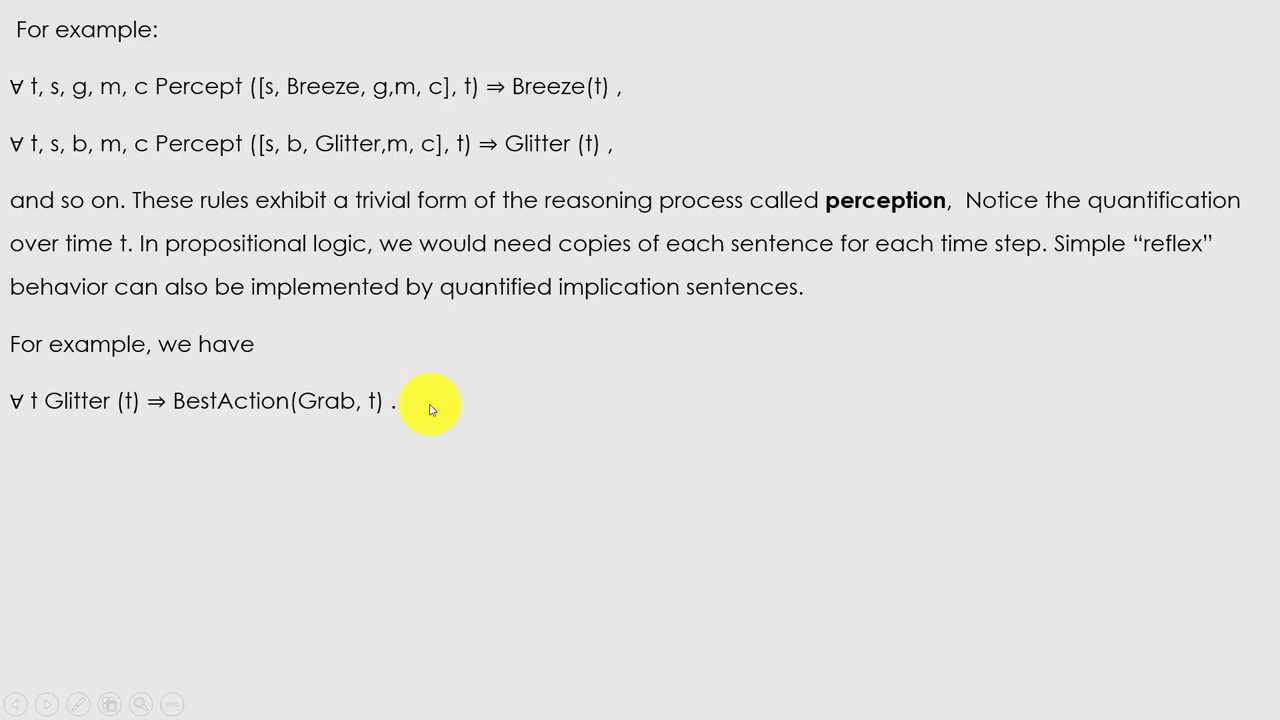 For example:
∀ t, s, g, m, c Percept ([s, Breeze, g,m, c], t) ⇒ Breeze(t) ,
∀ t, s, b, m, c Percept ([s, b, Glitter,m, c], t) ⇒ Glitter (t) ,
and so on. These rules exhibit a trivial form of the reasoning process called perception,  Notice the quantification
over time t. In propositional logic, we would need copies of each sentence for each time step. Simple “reflex”
behavior can also be implemented by quantified implication sentences.
For example, we have
∀ t Glitter (t) ⇒ BestAction(Grab, t) .